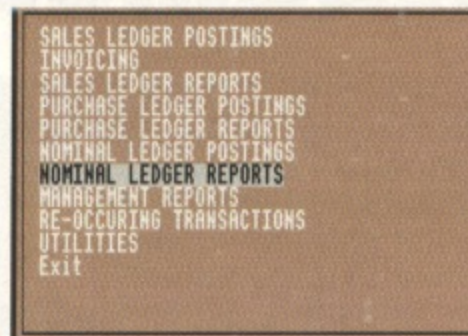 SALES LEDGER POSTINGS
INVOICING
SALES LEDGER REPORTS
PURCHASE LEDGER POSTINGS
PURCHASE LEDGER REPORTS
NOMINAL LEDGER POSTINGS
NOMINAL LEDGER REPORTS
MANAGEMENT REPORTS
RE-OCCURING TRANSACTIONS
UTILITIES
Exit